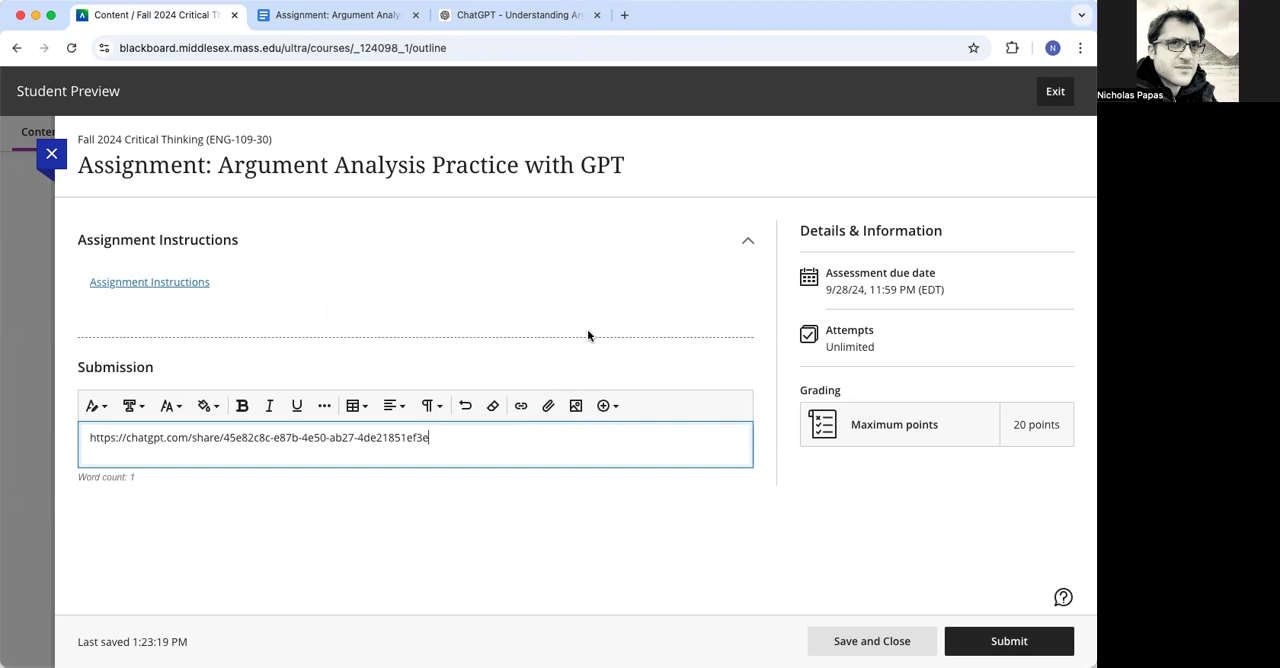 Content / Fall 2024 Critical Th
Assignment: Argument Analy
ChatGPT - Understanding Ar
blackboard.middlesex.mass.edu/ultra/courses/_124098_1/outline
N
Nicholas Papas
Student Preview
Exit
Conte
Fall 2024 Critical Thinking (ENG-109-30)
Assignment: Argument Analysis Practice with GPT
Assignment Instructions
Assignment Instructions
Submission
https://chatgpt.com/share/45e82c8c-e87b-4e50-ab27-4de21851ef3e
Word count: 1
Details & Information
Assessment due date
9/28/24, 11:59 PM (EDT)
Attempts
Unlimited
Grading
Maximum points
20 points
Last saved 1:23:19 PM
Save and Close
Submit